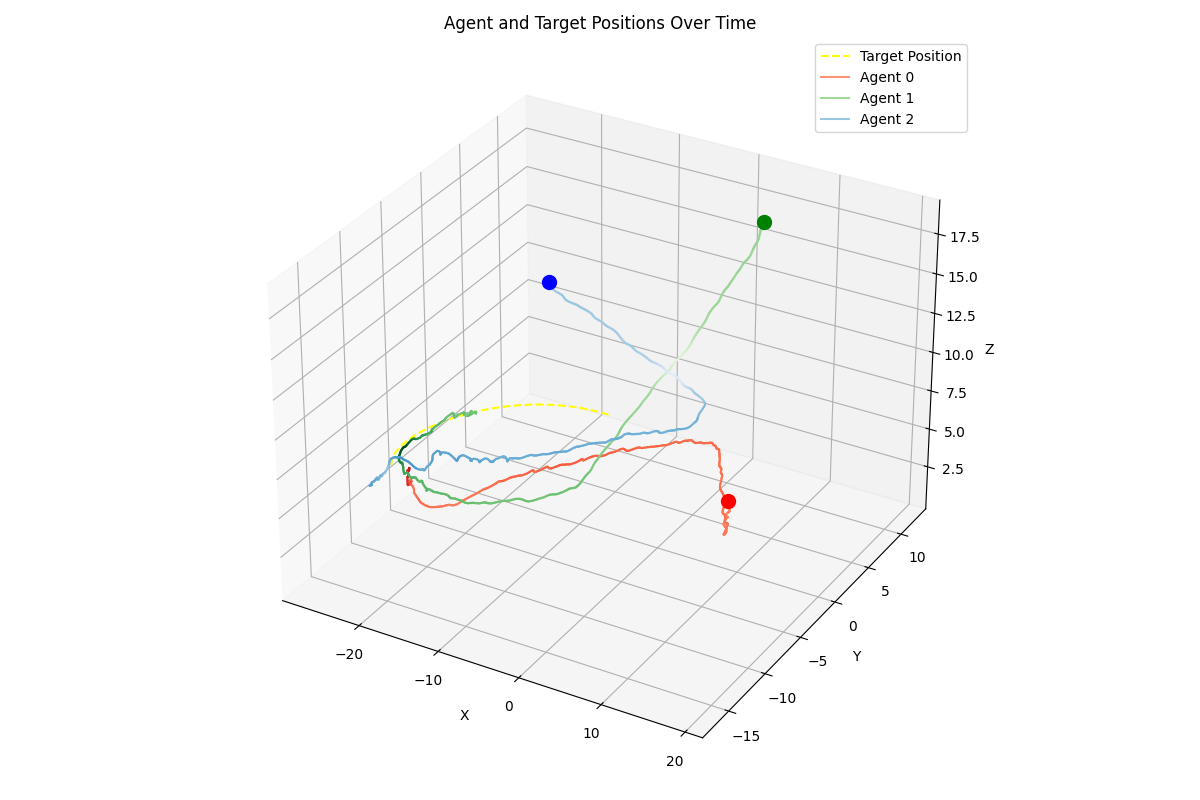 Agent and Target Positions Over Time
Target Position
Agent 0
Agent 1
Agent 2
17.5
15.0
12.5
10.0
7.5
5.0
2.5
Z
10
5
0
−5
−10
−15
Y
−20
−10
0
10
20
X